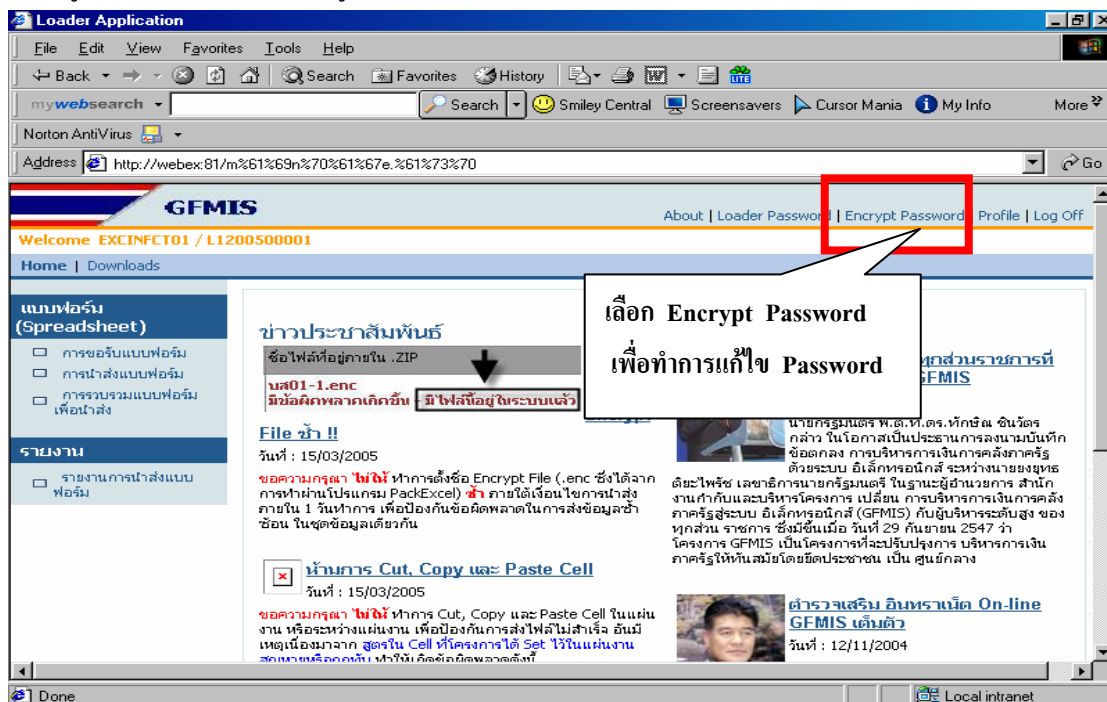 Loader Application
File Edit View Favorites Tools Help
Back Search Favorites History
mywebsearch Search Smiley Central Screensavers Cursor Mania My Info More
Norton AntiVirus
Address http://webex:81/m%61%69n%70%61%67e.%61%73%70 Go
GFMIS
About | Loader Password | Encrypt Password | Profile | Log Off
Welcome EXCINFCT01 / L1200500001
Home | Downloads
เลือก Encrypt Password
เพื่อทำการแก้ไข Password
แบบฟอร์ม
(Spreadsheet)
การขอรับแบบฟอร์ม
การนำส่งแบบฟอร์ม
การรวบรวมแบบฟอร์ม
เพื่อนำส่ง
รายงาน
รายงานการนำส่งแบบ
ฟอร์ม
ข่าวประชาสัมพันธ์
ชื่อไฟล์ที่อยู่ภายใน .ZIP
บส01-1.enc
มีข้อผิดพลาดเกิดขึ้น - มีไฟล์นี้อยู่ในระบบแล้ว
File ซ้ำ !!
วันที่ : 15/03/2005
ขอความกรุณา ไม่ให้ ทำการตั้งชื่อ Encrypt File (.enc ซึ่งได้จาก
การทำผ่านโปรแกรม PackExcel) ซ้ำ ภายใต้เงื่อนไขการนำส่ง
ภายใน 1 วันทำการ เพื่อป้องกันข้อผิดพลาดในการส่งข้อมูลซ้ำ
ซ้อน ในชุดข้อมูลเดียวกัน
ห้ามการ Cut, Copy และ Paste Cell
วันที่ : 15/03/2005
ขอความกรุณา ไม่ให้ ทำการ Cut, Copy และ Paste Cell ในแผ่น
งาน หรือระหว่างแผ่นงาน เพื่อป้องกันการส่งไฟล์ไม่สำเร็จ อันมี
เหตุเนื่องมาจาก สูตรใน Cell ที่โครงการได้ Set ไว้ในแผ่นงาน
ทุกส่วนราชการที่
GFMIS
นายกรัฐมนตรี พ.ต.ท.ดร.ทักษิณ ชินวัตร
กล่าว ในโอกาสเป็นประธานการลงนามบันทึก
ข้อตกลง การบริหารการเงินการคลังภาครัฐ
ด้วยระบบ อิเล็กทรอนิกส์ ระหว่างนายยงยุทธ
ติยะไพรัช เลขาธิการนายกรัฐมนตรี ในฐานะผู้อำนวยการ สำนัก
งานกำกับและบริหารโครงการ เปลี่ยน การบริหารการเงินการคลัง
ภาครัฐสู่ระบบ อิเล็กทรอนิกส์ (GFMIS) กับผู้บริหารระดับสูง ของ
ทุกส่วน ราชการ ซึ่งมีขึ้นเมื่อ วันที่ 29 กันยายน 2547 ว่า
โครงการ GFMIS เป็นโครงการที่จะปรับปรุงการ บริหารการเงิน
ภาครัฐให้ทันสมัยโดยยึดประชาชน เป็น ศูนย์กลาง
ตำรวจเสริม อินทราเน็ต On-line
GFMIS เต็มตัว
วันที่ : 12/11/2004
Done Local intranet